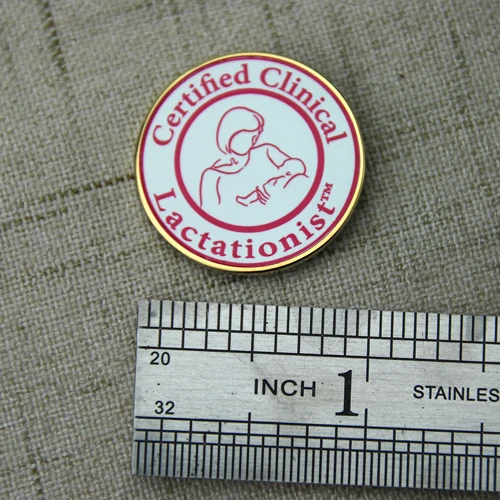 Certified Clinical
Lactationist™
20
INCH 1 STAINLES
32